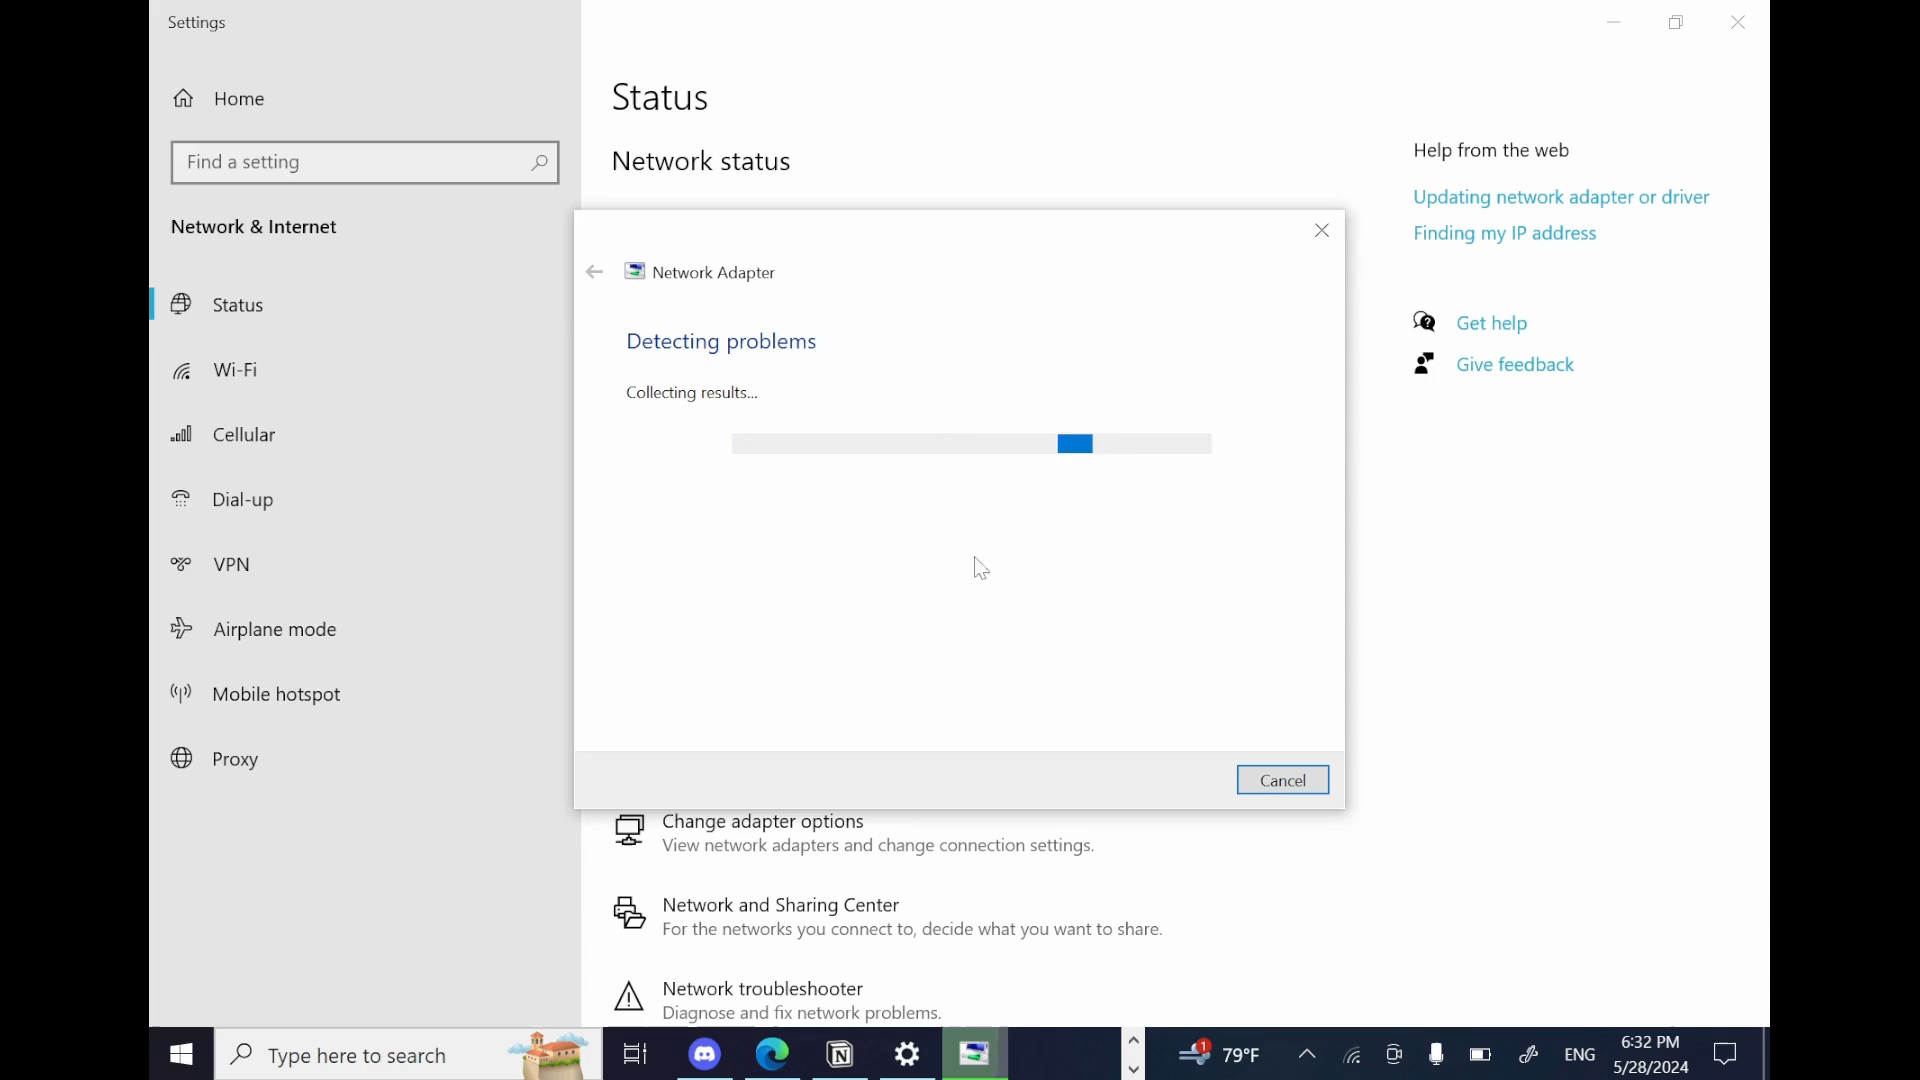 Settings
Home
Find a setting
Network & Internet
Status
Wi-Fi
Cellular
Dial-up
VPN
Airplane mode
Mobile hotspot
Proxy
Status
Network status
Network Adapter
Detecting problems
Collecting results...
Cancel
Change adapter options
View network adapters and change connection settings.
Network and Sharing Center
For the networks you connect to, decide what you want to share.
Network troubleshooter
Diagnose and fix network problems.
Help from the web
Updating network adapter or driver
Finding my IP address
Get help
Give feedback
Type here to search
1
79°F
ENG
6:32 PM
5/28/2024